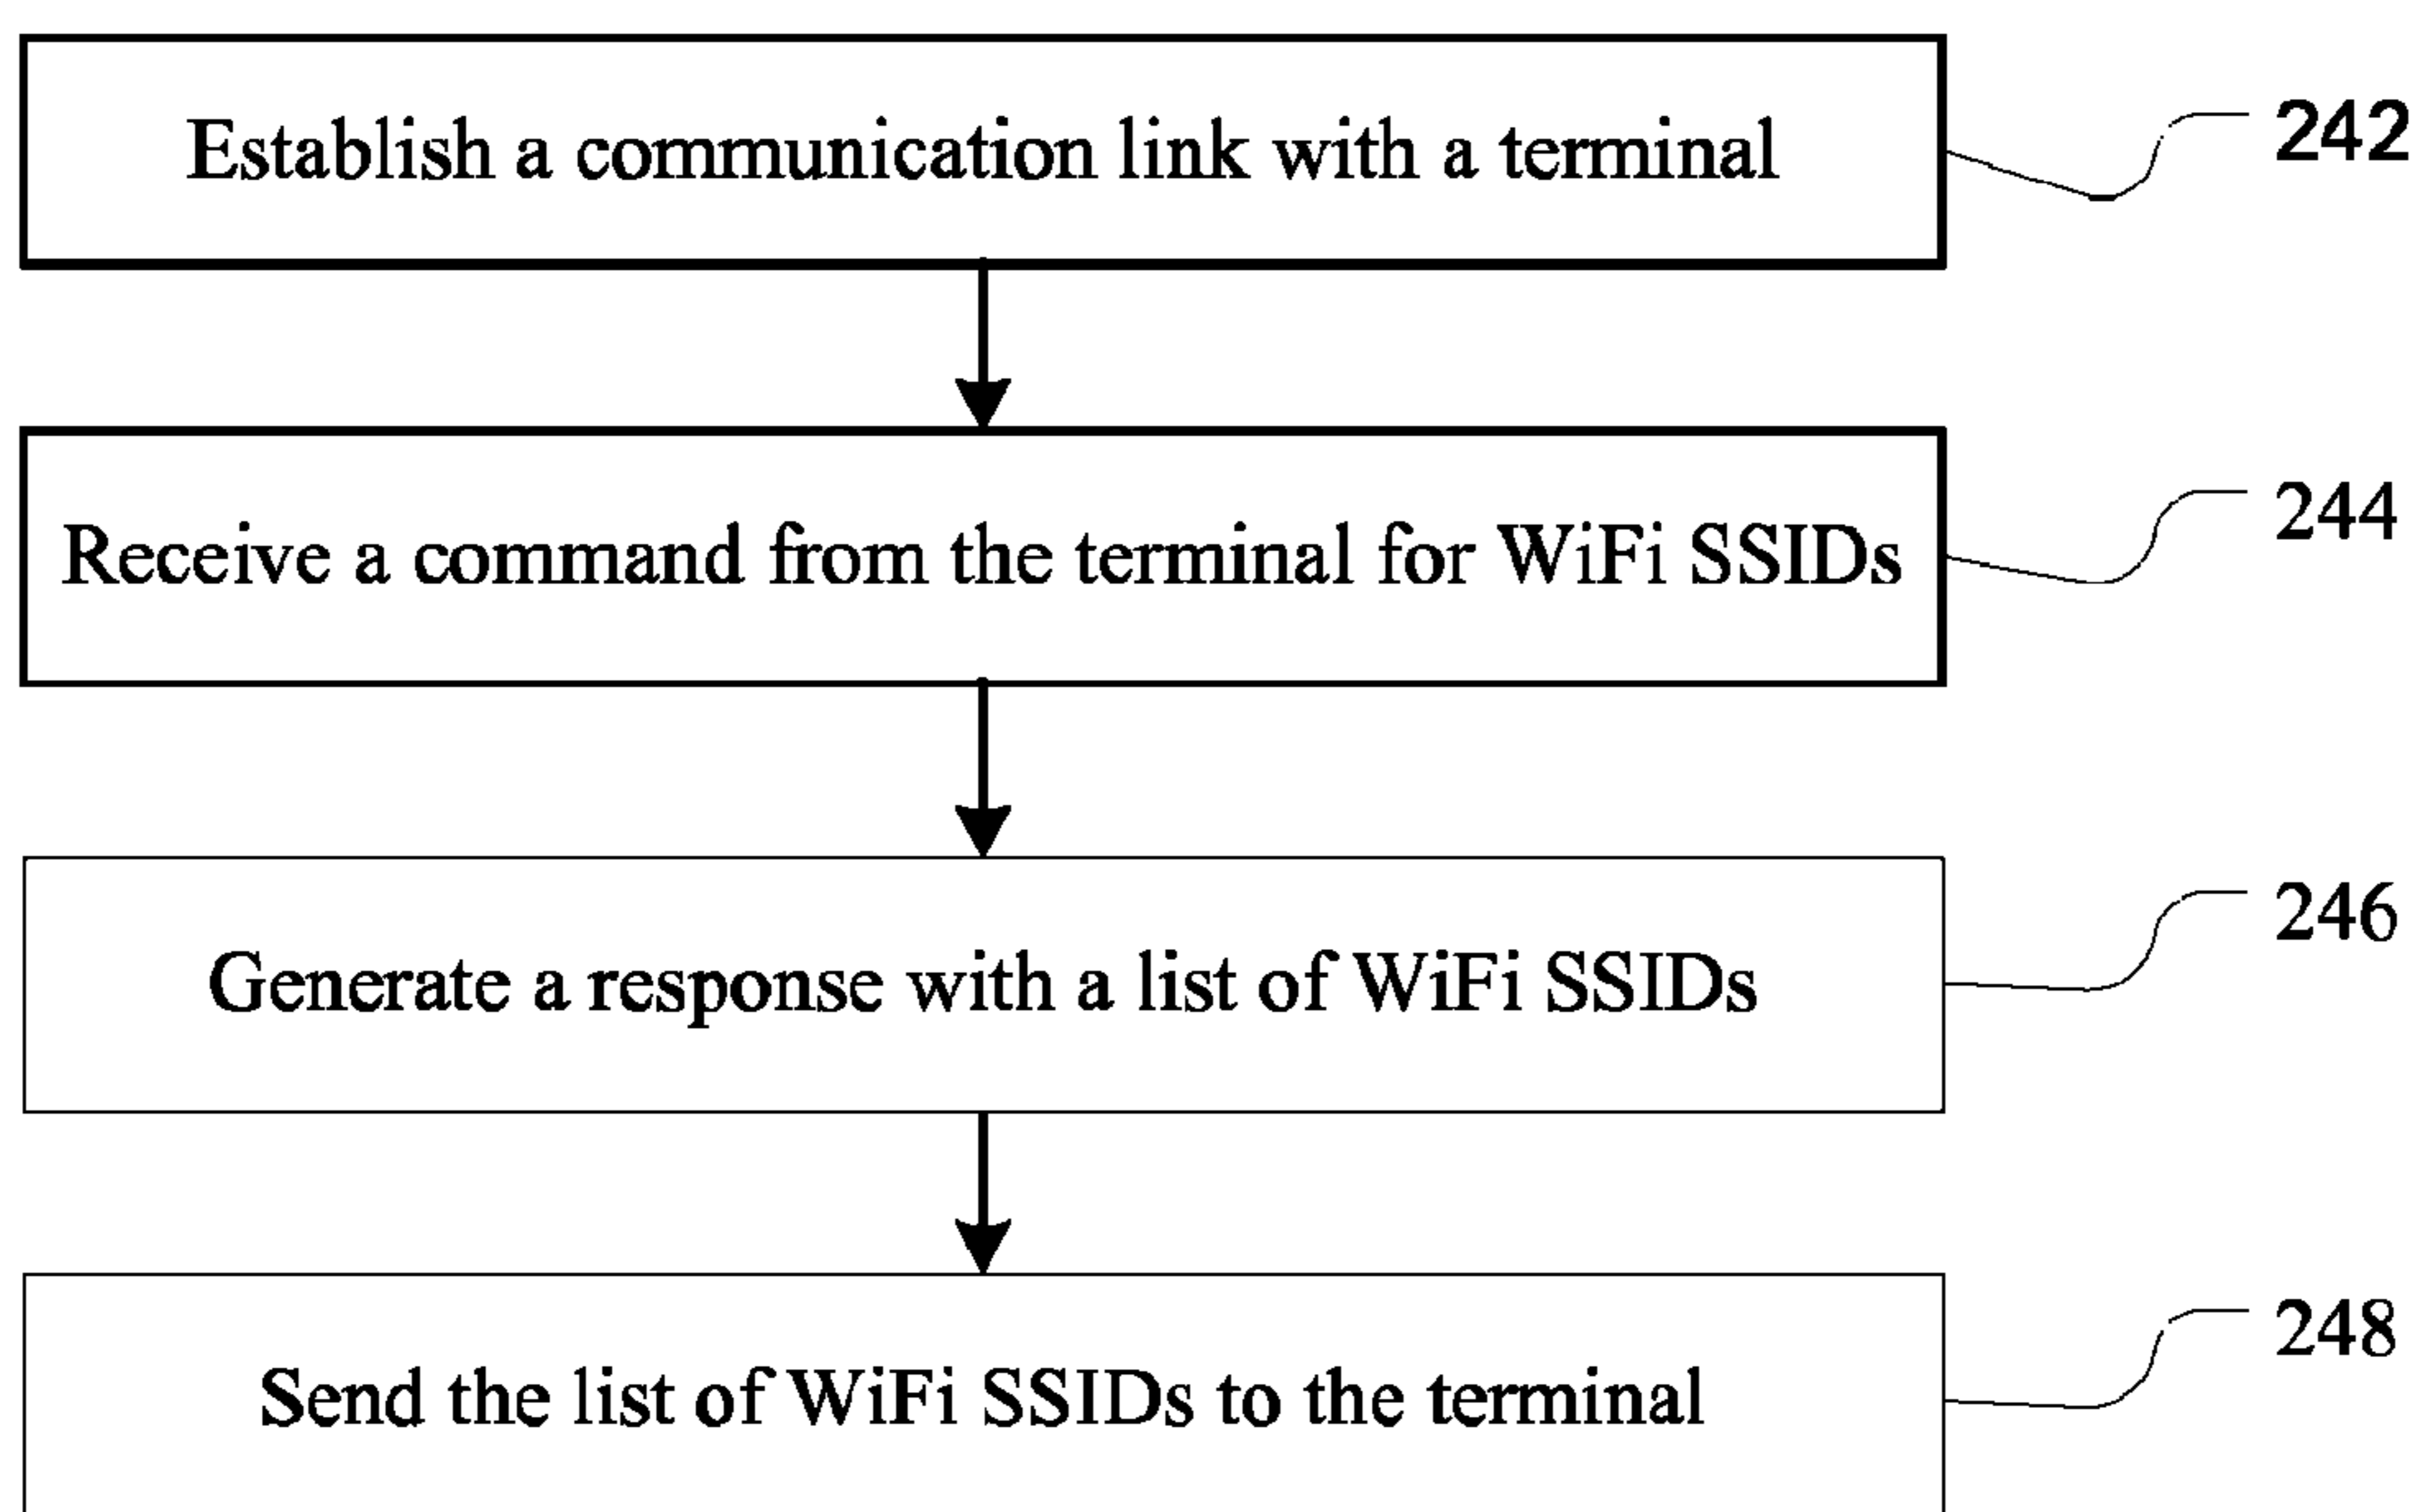 Establish a communication link with a terminal
242
Receive a command from the terminal for WiFi SSIDs
244
Generate a response with a list of WiFi SSIDs
246
Send the list of WiFi SSIDs to the terminal
248